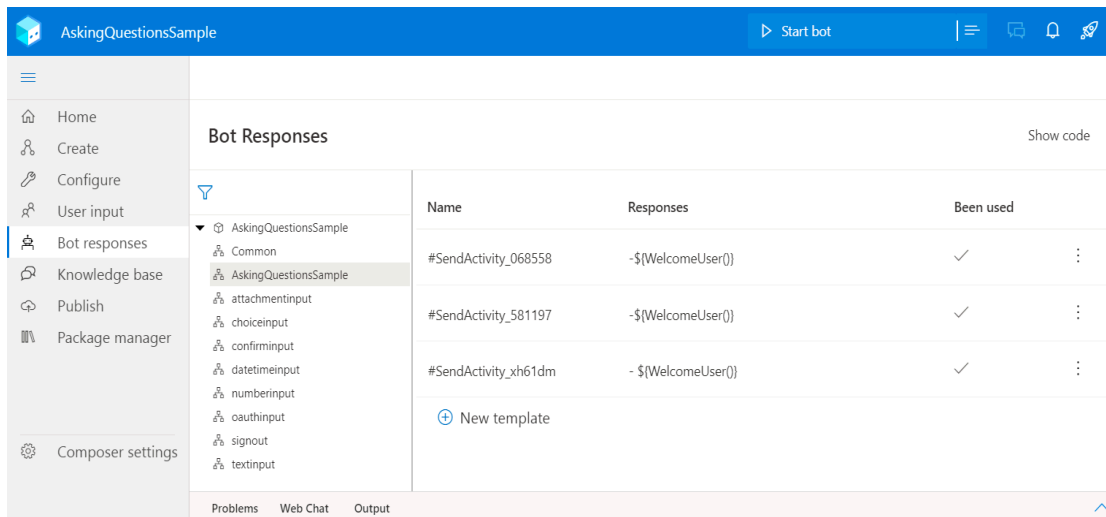 AskingQuestionsSample
Start bot
Home
Create
Configure
User input
Bot responses
Knowledge base
Publish
Package manager
Composer settings
Bot Responses
Show code
AskingQuestionsSample
Common
AskingQuestionsSample
attachmentinput
choiceinput
confirminput
datetimeinput
numberinput
oauthinput
signout
textinput
Name Responses Been used
#SendActivity_068558 -${WelcomeUser()}
#SendActivity_581197 -${WelcomeUser()}
#SendActivity_xh61dm - ${WelcomeUser()}
New template
Problems Web Chat Output